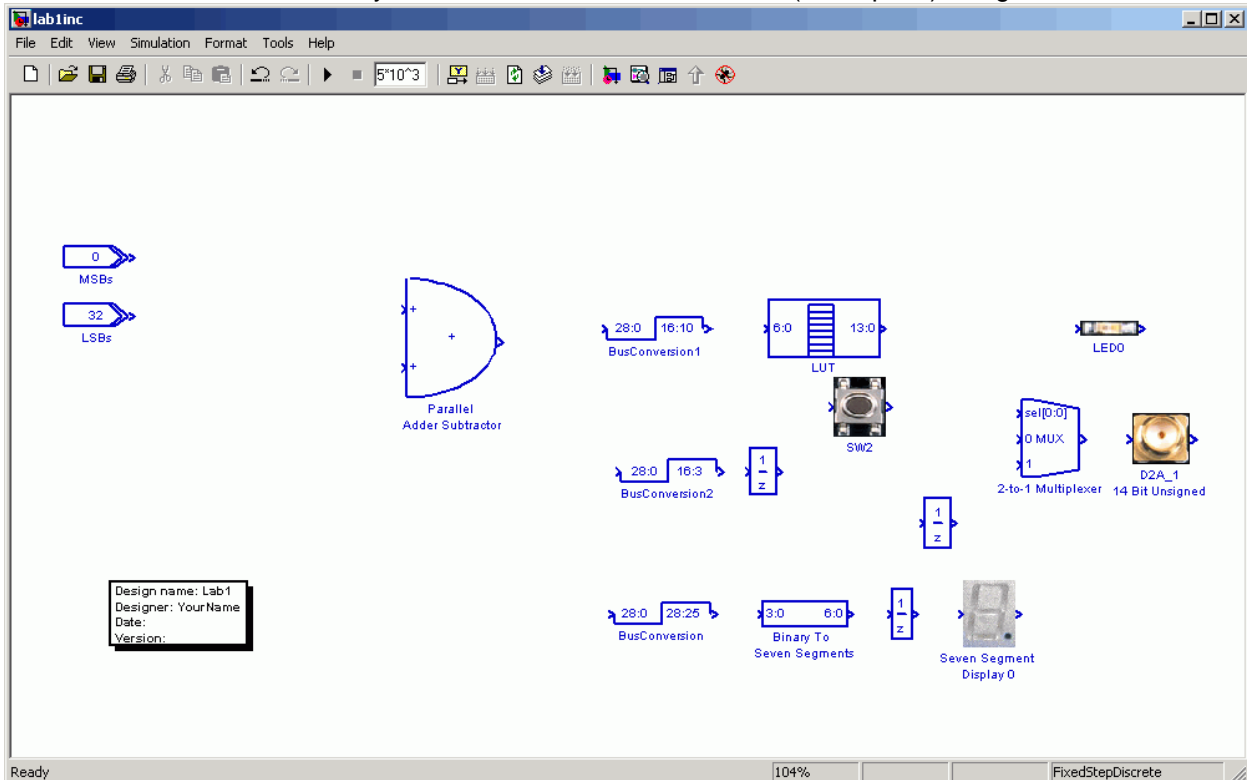 lab1inc
File Edit View Simulation Format Tools Help
5*10^3
0
MSBs
32
LSBs
+
+
+
Parallel
Adder Subtractor
28:0 16:10
BusConversion1
6:0 13:0
LUT
LED0
SW2
sel[0:0]
0 MUX
1
2-to-1 Multiplexer
D2A_1
14 Bit Unsigned
28:0 16:3
BusConversion2
1
z
1
z
Design name: Lab1
Designer: YourName
Date:
Version:
28:0 28:25
BusConversion
3:0 6:0
Binary To
Seven Segments
1
z
Seven Segment
Display 0
Ready 104% FixedStepDiscrete